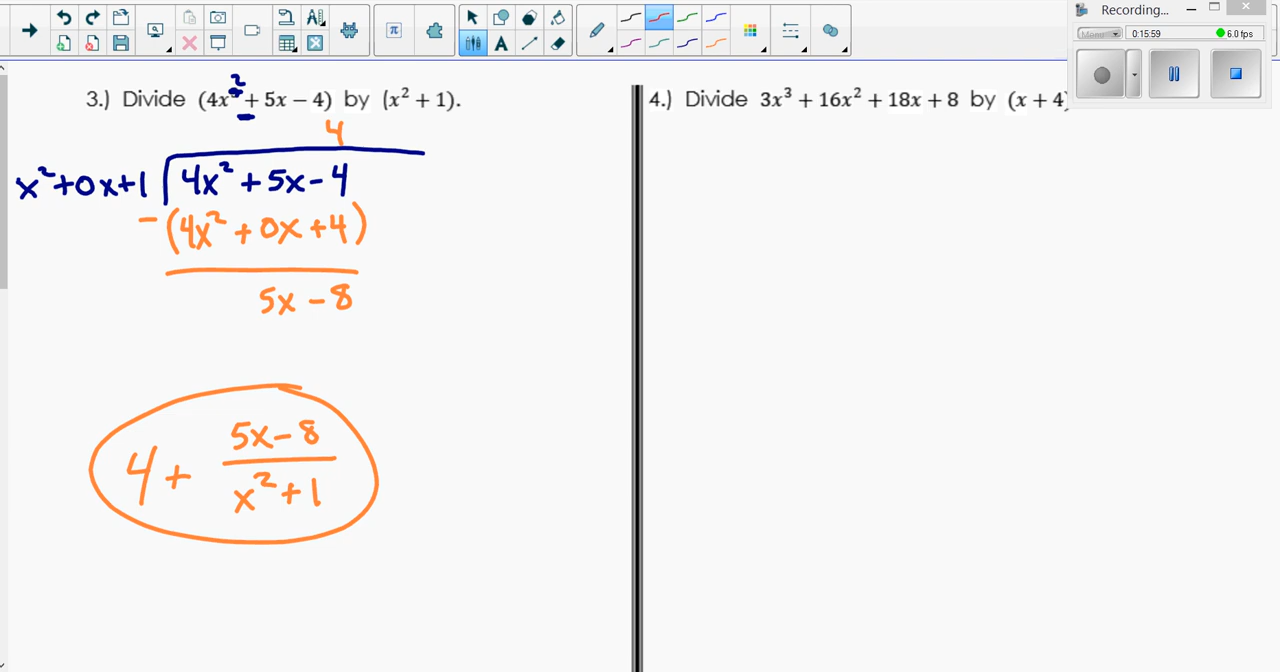 Recording...
Menu
0:15:59
6.0 fps
π
A
3.) Divide (4x² + 5x − 4) by (x² + 1).
4
x²+0x+1 4x² + 5x − 4
− (4x² + 0x + 4)
5x − 8
4 + 5x − 8
x² + 1
4.) Divide 3x³ + 16x² + 18x + 8 by (x + 4)